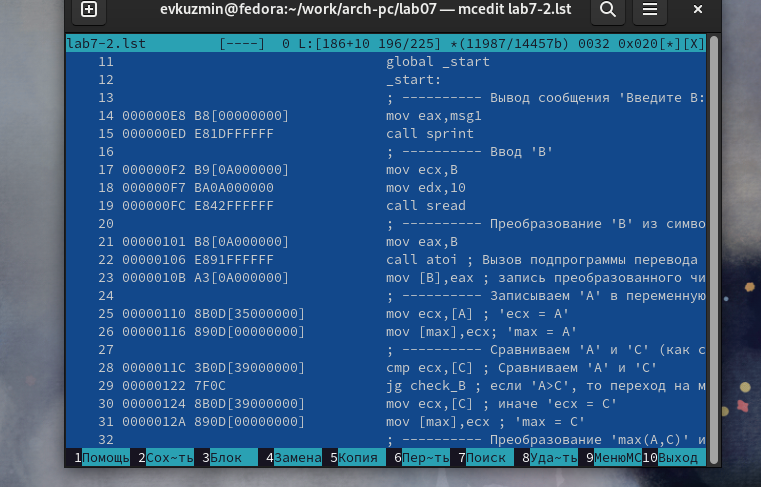 evkuzmin@fedora:~/work/arch-pc/lab07 — mcedit lab7-2.lst
lab7-2.lst [----] 0 L:[186+10 196/225] *(11987/14457b) 0032 0x020[*][X]
11 global _start
12 _start:
13 ; ---------- Вывод сообщения 'Введите B:
14 000000E8 B8[00000000] mov eax,msg1
15 000000ED E81DFFFFFF call sprint
16 ; ---------- Ввод 'B'
17 000000F2 B9[0A000000] mov ecx,B
18 000000F7 BA0A000000 mov edx,10
19 000000FC E842FFFFFF call sread
20 ; ---------- Преобразование 'B' из симво
21 00000101 B8[0A000000] mov eax,B
22 00000106 E891FFFFFF call atoi ; Вызов подпрограммы перевода
23 0000010B A3[0A000000] mov [B],eax ; запись преобразованного чи
24 ; ---------- Записываем 'A' в переменную
25 00000110 8B0D[35000000] mov ecx,[A] ; 'ecx = A'
26 00000116 890D[00000000] mov [max],ecx; 'max = A'
27 ; ---------- Сравниваем 'A' и 'C' (как с
28 0000011C 3B0D[39000000] cmp ecx,[C] ; Сравниваем 'A' и 'C'
29 00000122 7F0C jg check_B ; если 'A>C', то переход на м
30 00000124 8B0D[39000000] mov ecx,[C] ; иначе 'ecx = C'
31 0000012A 890D[00000000] mov [max],ecx ; 'max = C'
32 ; ---------- Преобразование 'max(A,C)' и
1Помощь 2Сох~ть 3Блок 4Замена 5Копия 6Пер~ть 7Поиск 8Уда~ть 9МенюMC 10Выход